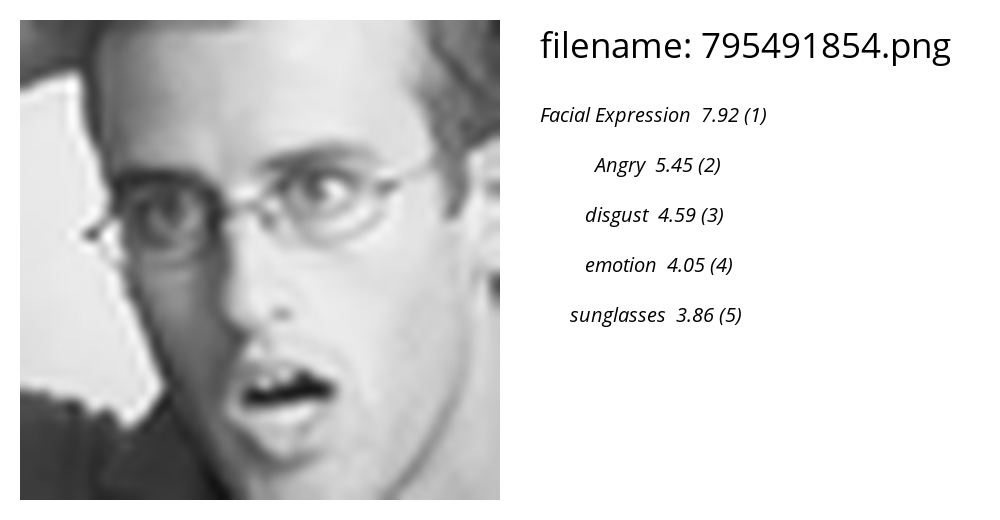 filename: 795491854.png
Facial Expression 7.92 (1)
Angry 5.45 (2)
disgust 4.59 (3)
emotion 4.05 (4)
sunglasses 3.86 (5)